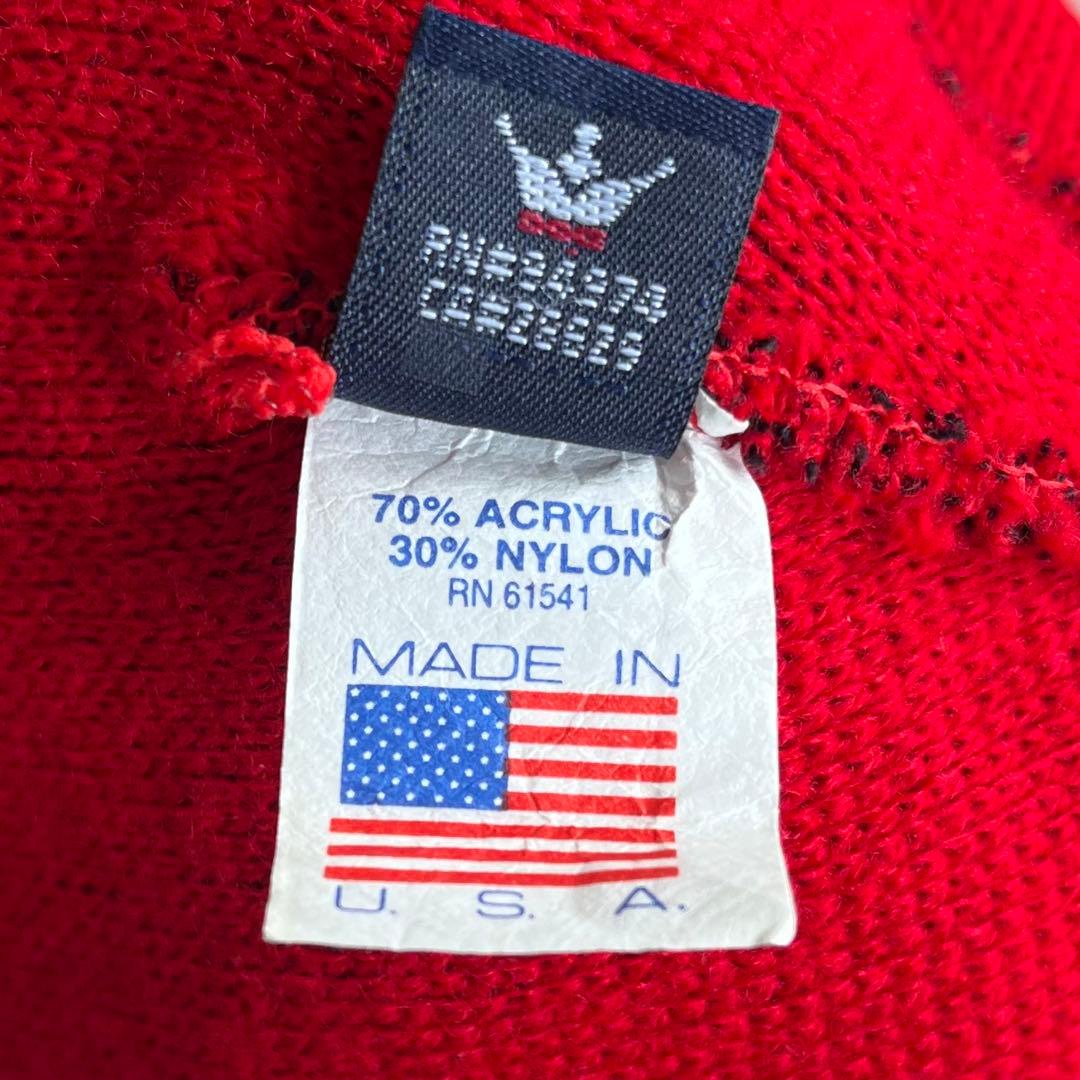 70% ACRYLIC
30% NYLON
RN 61541
MADE IN
U. S. A.